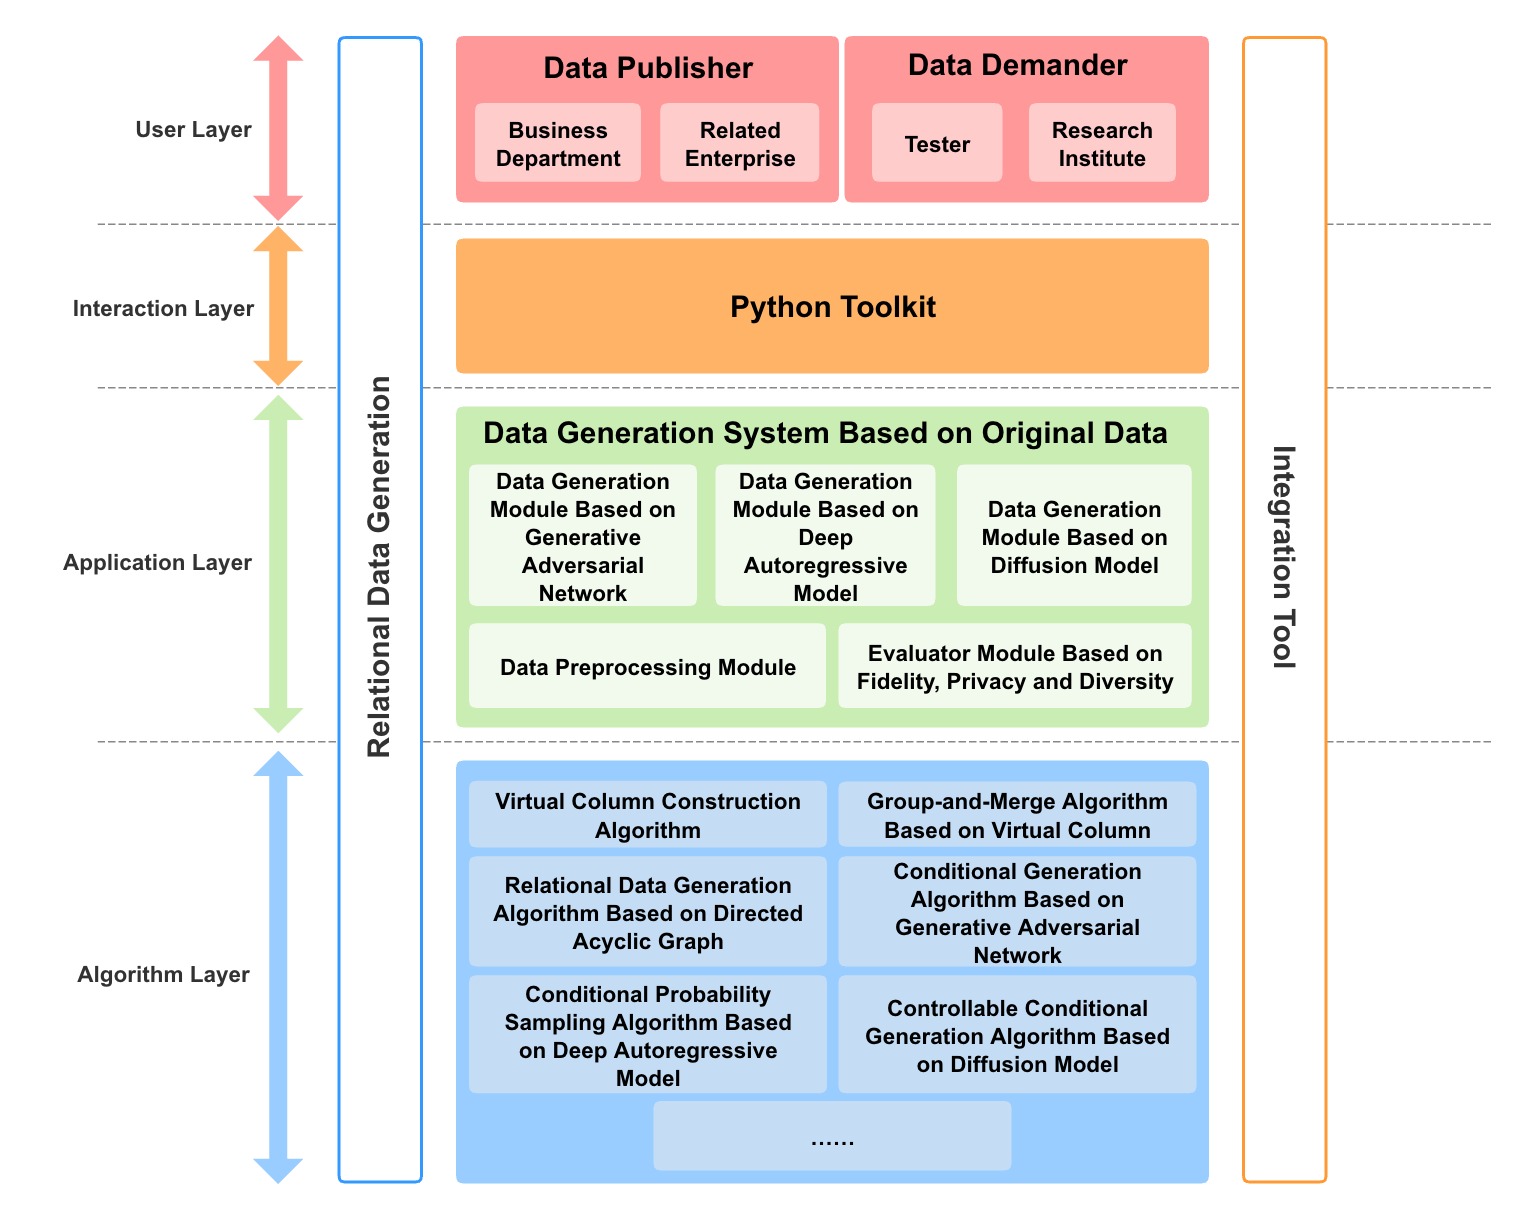 User Layer
Data Publisher
Business
Department
Related
Enterprise
Data Demander
Tester
Research
Institute
Interaction Layer
Python Toolkit
Relational Data Generation
Integration Tool
Application Layer
Data Generation System Based on Original Data
Data Generation
Module Based on
Generative
Adversarial
Network
Data Generation
Module Based on
Deep
Autoregressive
Model
Data Generation
Module Based on
Diffusion Model
Data Preprocessing Module
Evaluator Module Based on
Fidelity, Privacy and Diversity
Algorithm Layer
Virtual Column Construction
Algorithm
Group-and-Merge Algorithm
Based on Virtual Column
Relational Data Generation
Algorithm Based on Directed
Acyclic Graph
Conditional Generation
Algorithm Based on
Generative Adversarial
Network
Conditional Probability
Sampling Algorithm Based
on Deep Autoregressive
Model
Controllable Conditional
Generation Algorithm Based
on Diffusion Model
......